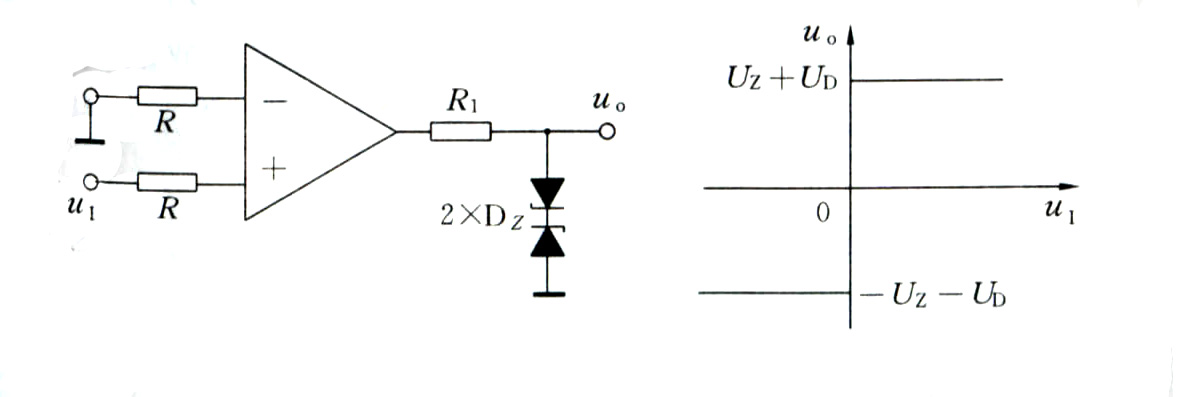 −
R
+
u_I
R
R_1
u_o
2×D_Z
u_o
U_Z+U_D
0
u_I
−U_Z−U_D